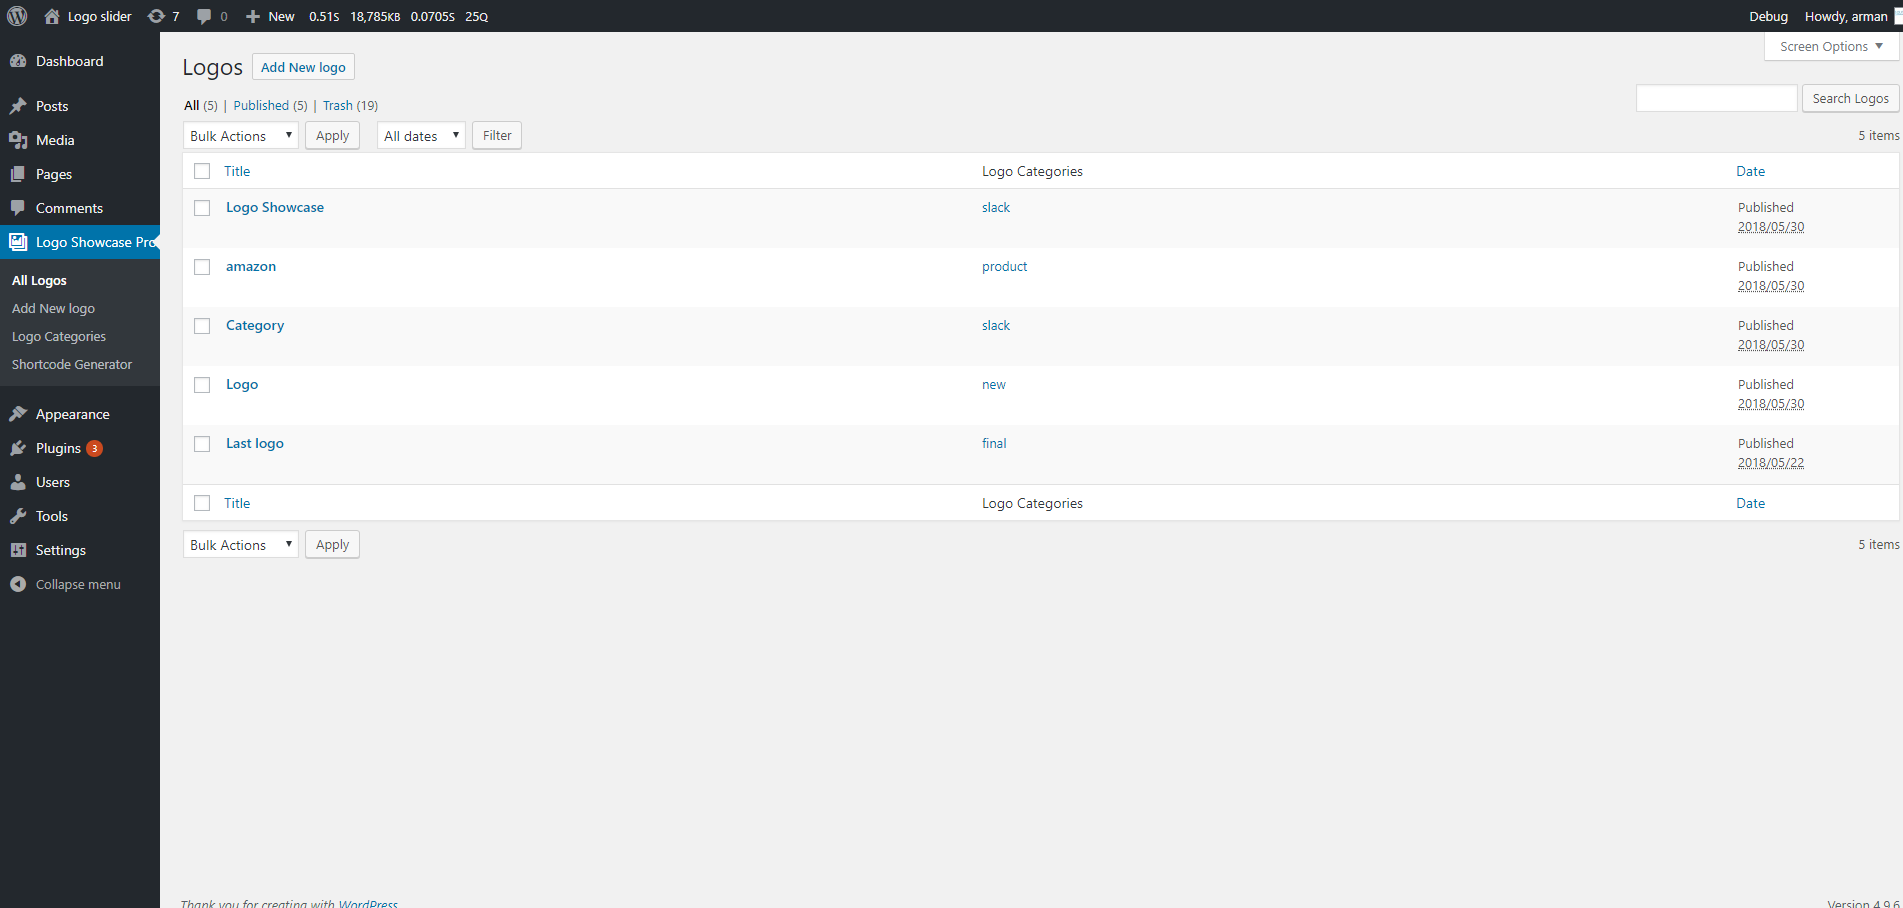 Logo slider 7 0 New 0.51S 18,785KB 0.0705S 25Q Debug Howdy, arman
Screen Options
Dashboard
Posts
Media
Pages
Comments
Logo Showcase Pro
All Logos
Add New logo
Logo Categories
Shortcode Generator
Appearance
Plugins 3
Users
Tools
Settings
Collapse menu
Logos Add New logo
All (5) | Published (5) | Trash (19)
Search Logos
Bulk Actions Apply All dates Filter 5 items
Title Logo Categories Date
Logo Showcase slack Published
2018/05/30
amazon product Published
2018/05/30
Category slack Published
2018/05/30
Logo new Published
2018/05/30
Last logo final Published
2018/05/22
Title Logo Categories Date
Bulk Actions Apply 5 items
Thank you for creating with WordPress Version 4.9.6